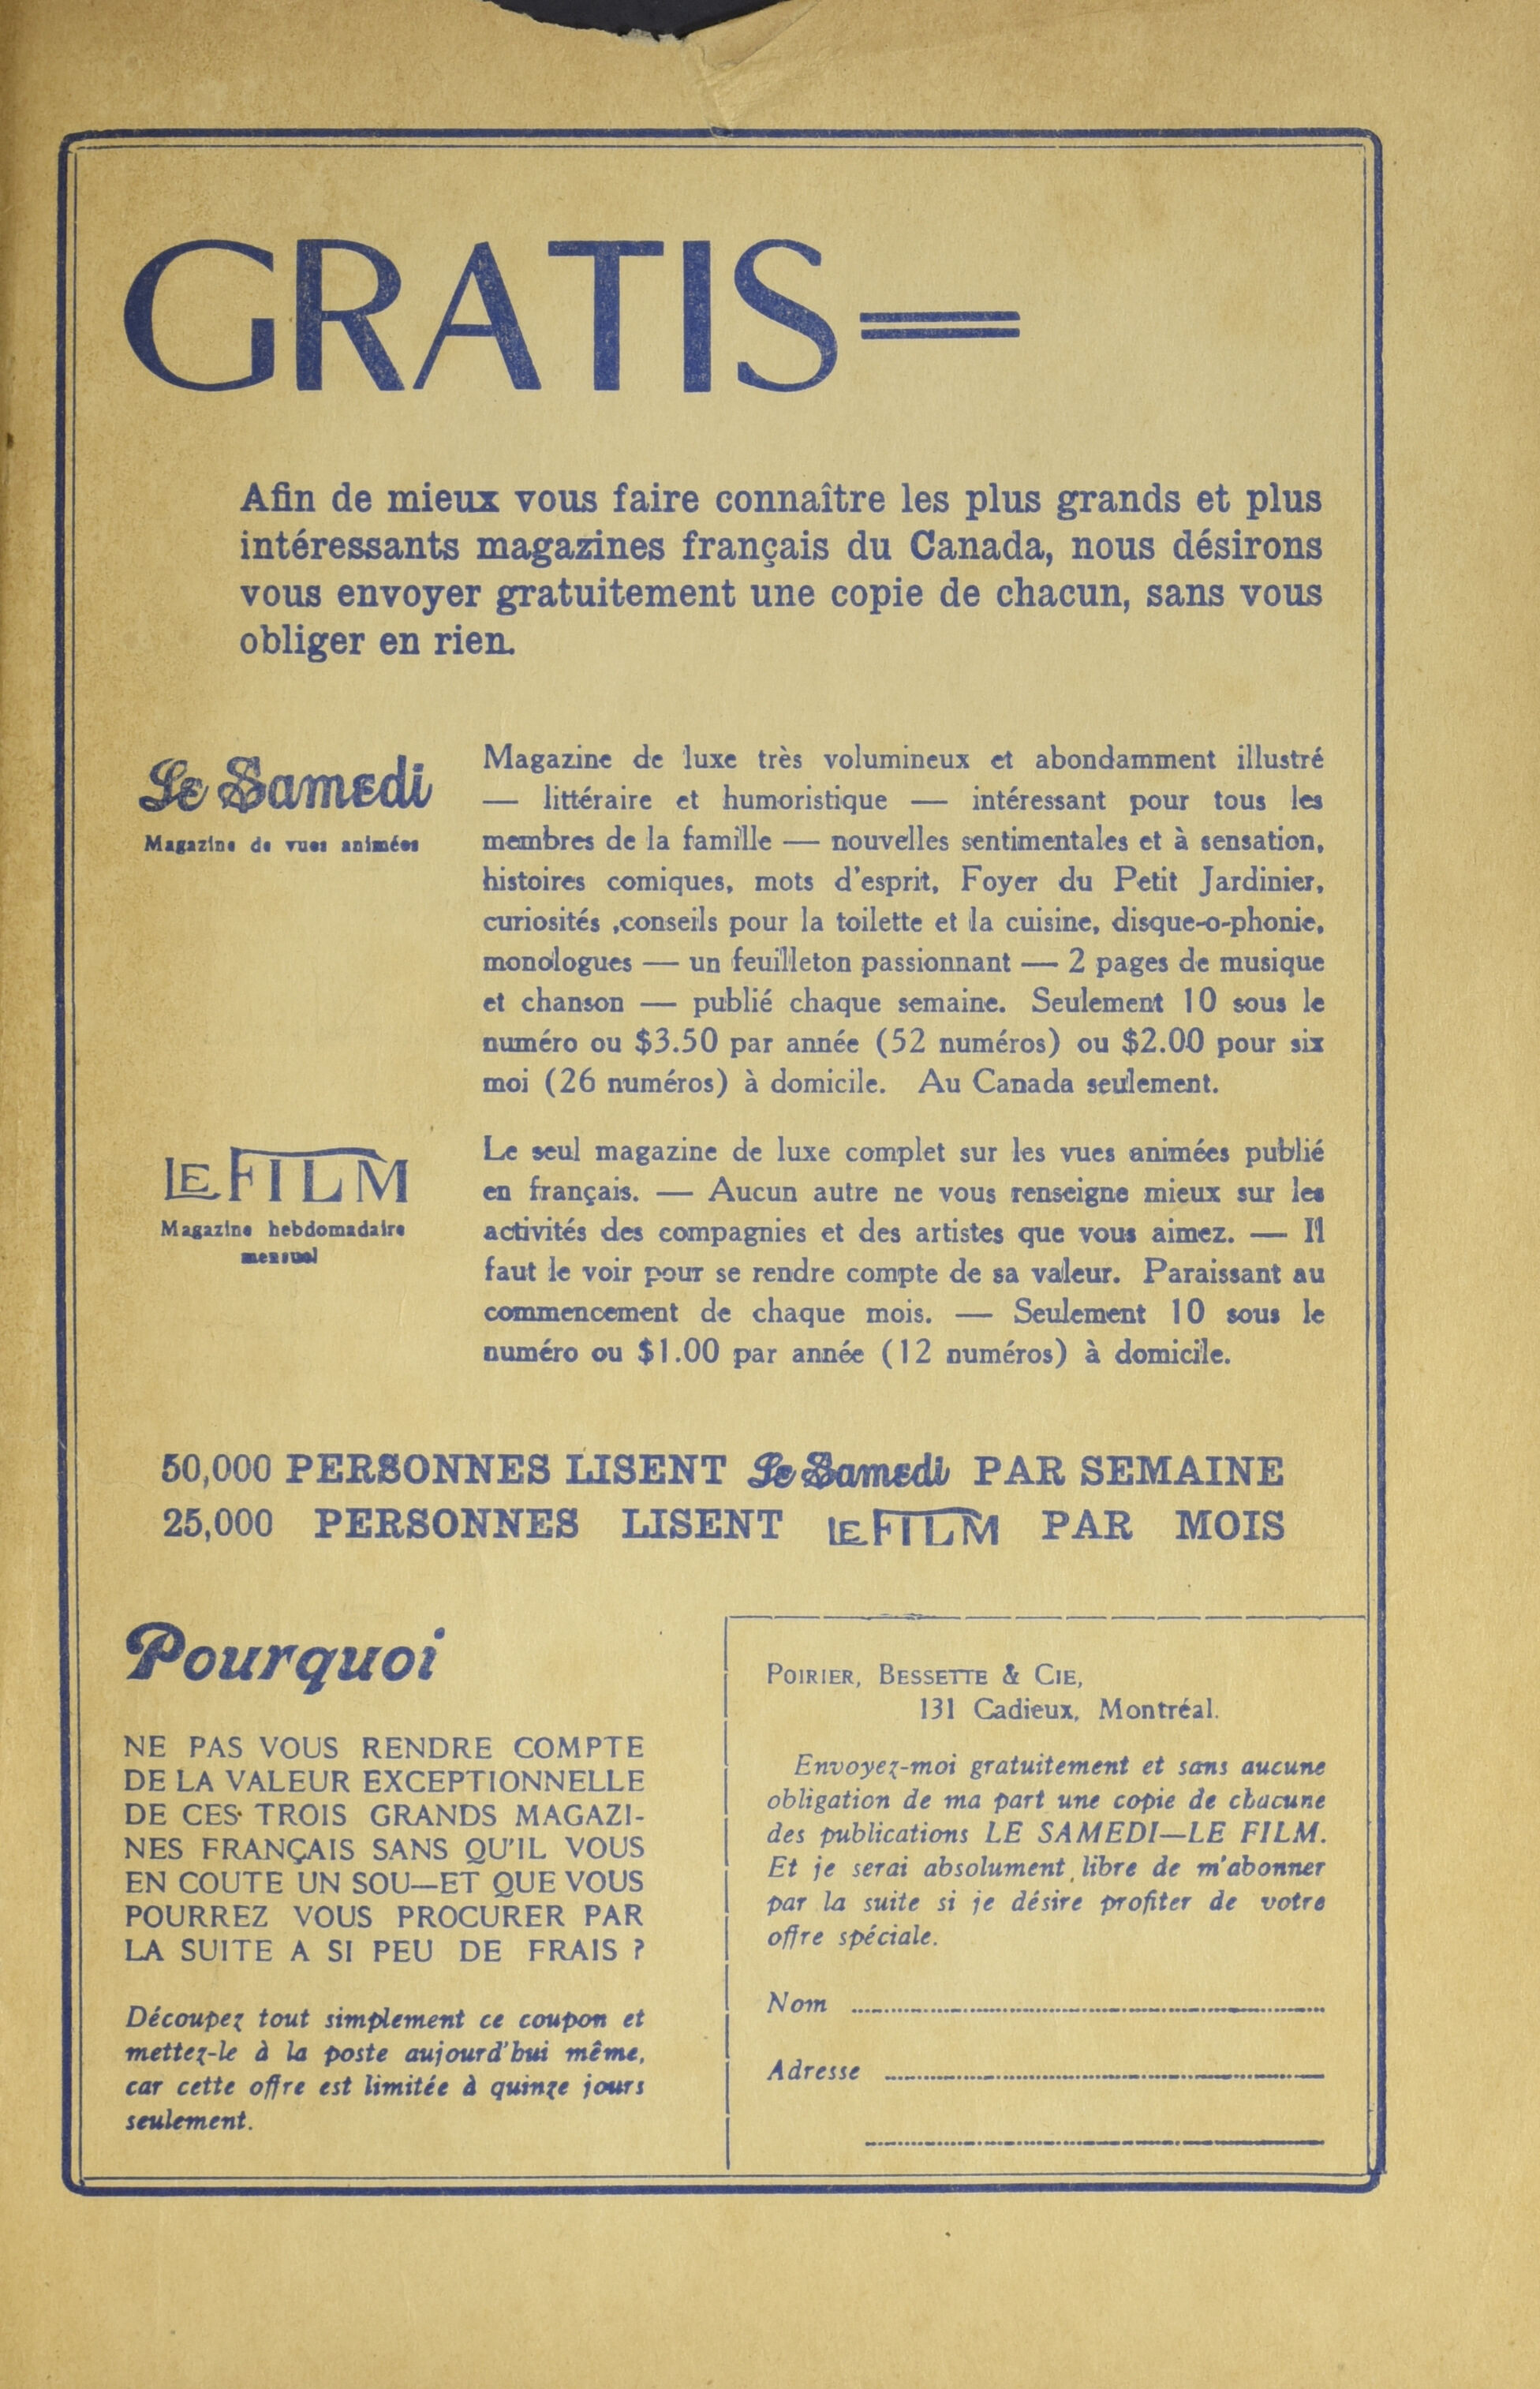 GRATIS=
Afin de mieux vous faire connaître les plus grands et plus
intéressants magazines français du Canada, nous désirons
vous envoyer gratuitement une copie de chacun, sans vous
obliger en rien.
Le Samedi
Magazine de vues animées
Magazine de luxe très volumineux et abondamment illustré
— littéraire et humoristique — intéressant pour tous les
membres de la famille — nouvelles sentimentales et à sensation,
histoires comiques, mots d'esprit, Foyer du Petit Jardinier,
curiosités ,conseils pour la toilette et la cuisine, disque-o-phonie,
monologues — un feuilleton passionnant — 2 pages de musique
et chanson — publié chaque semaine. Seulement 10 sous le
numéro ou $3.50 par année (52 numéros) ou $2.00 pour six
moi (26 numéros) à domicile. Au Canada seulement.
LE FILM
Magazine hebdomadaire
mensuel
Le seul magazine de luxe complet sur les vues animées publié
en français. — Aucun autre ne vous renseigne mieux sur les
activités des compagnies et des artistes que vous aimez. — Il
faut le voir pour se rendre compte de sa valeur. Paraissant au
commencement de chaque mois. — Seulement 10 sous le
numéro ou $1.00 par année (12 numéros) à domicile.
50,000 PERSONNES LISENT Le Samedi PAR SEMAINE
25,000 PERSONNES LISENT LE FILM PAR MOIS
Pourquoi
NE PAS VOUS RENDRE COMPTE
DE LA VALEUR EXCEPTIONNELLE
DE CES TROIS GRANDS MAGAZI-
NES FRANÇAIS SANS QU'IL VOUS
EN COUTE UN SOU—ET QUE VOUS
POURREZ VOUS PROCURER PAR
LA SUITE A SI PEU DE FRAIS ?
Découpez tout simplement ce coupon et
mettez-le à la poste aujourd'hui même,
car cette offre est limitée à quinze jours
seulement.
POIRIER, BESSETTE & CIE,
131 Cadieux, Montréal.
Envoyez-moi gratuitement et sans aucune
obligation de ma part une copie de chacune
des publications LE SAMEDI—LE FILM.
Et je serai absolument libre de m'abonner
par la suite si je désire profiter de votre
offre spéciale.
Nom
Adresse